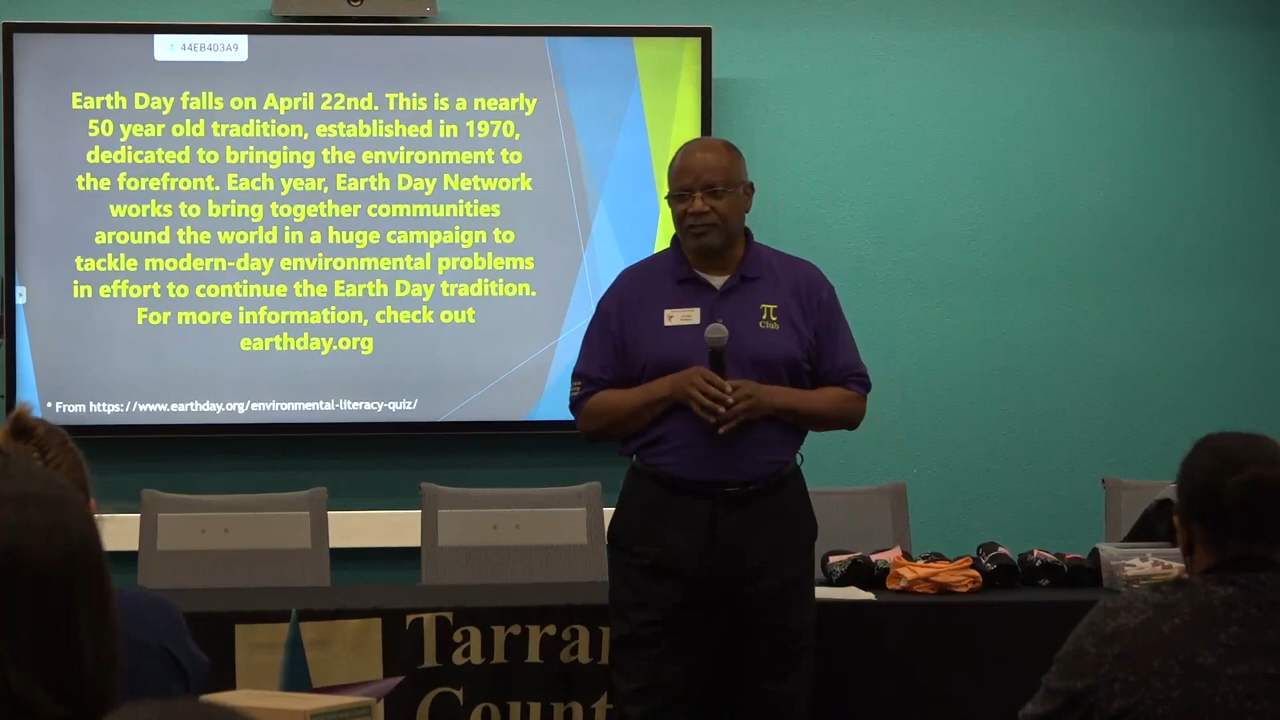 44EB403A9
Earth Day falls on April 22nd. This is a nearly
50 year old tradition, established in 1970,
dedicated to bringing the environment to
the forefront. Each year, Earth Day Network
works to bring together communities
around the world in a huge campaign to
tackle modern-day environmental problems
in effort to continue the Earth Day tradition.
For more information, check out
earthday.org
* From https://www.earthday.org/environmental-literacy-quiz/
π
Club
Tarra
Count